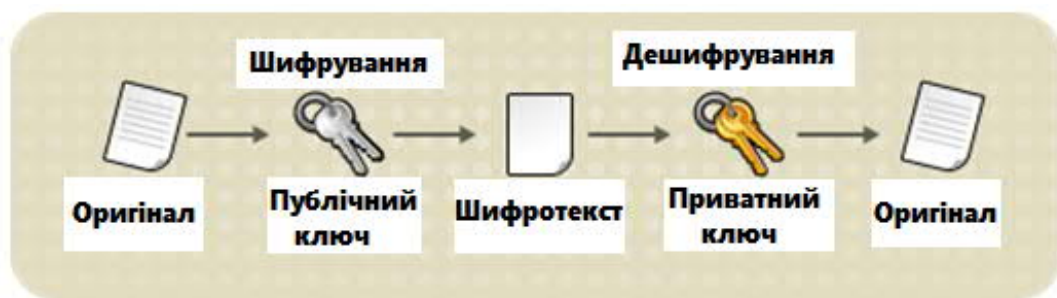 Шифрування
Дешифрування
Оригінал
Публічний
ключ
Шифротекст
Приватний
ключ
Оригінал